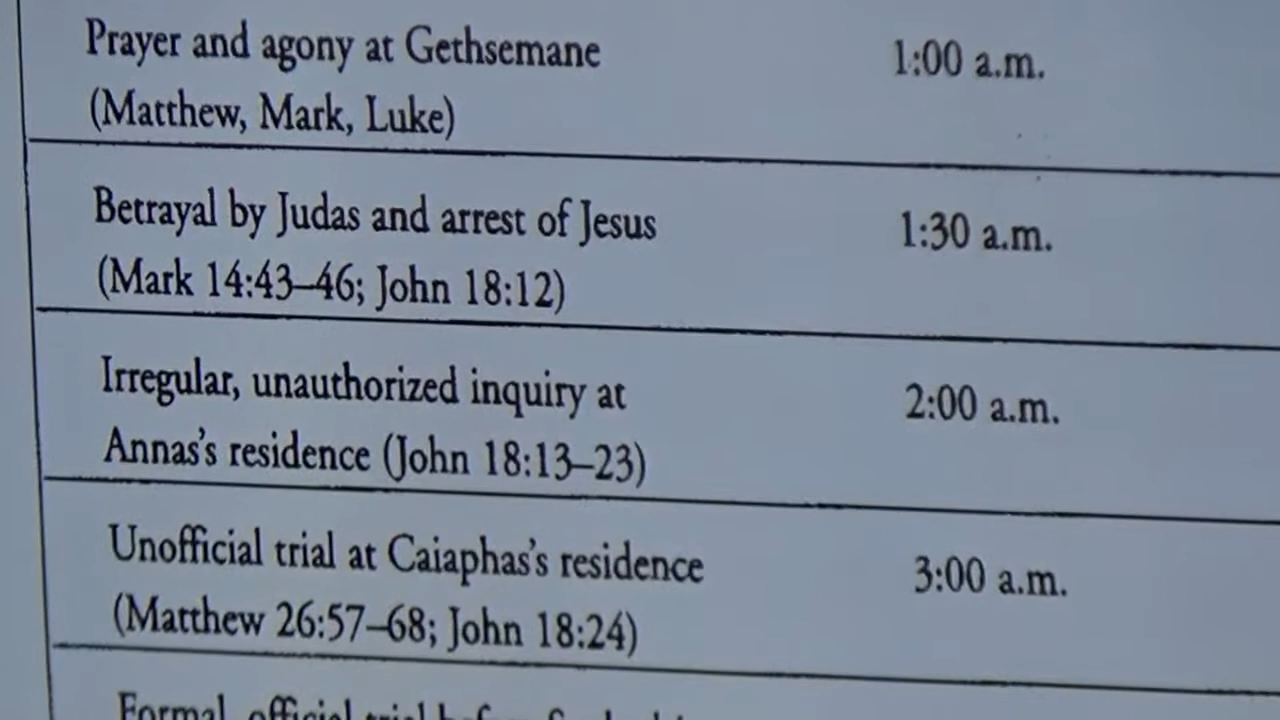 Prayer and agony at Gethsemane 1:00 a.m.
(Matthew, Mark, Luke)
Betrayal by Judas and arrest of Jesus 1:30 a.m.
(Mark 14:43–46; John 18:12)
Irregular, unauthorized inquiry at 2:00 a.m.
Annas's residence (John 18:13–23)
Unofficial trial at Caiaphas's residence 3:00 a.m.
(Matthew 26:57–68; John 18:24)
Formal, official trial before